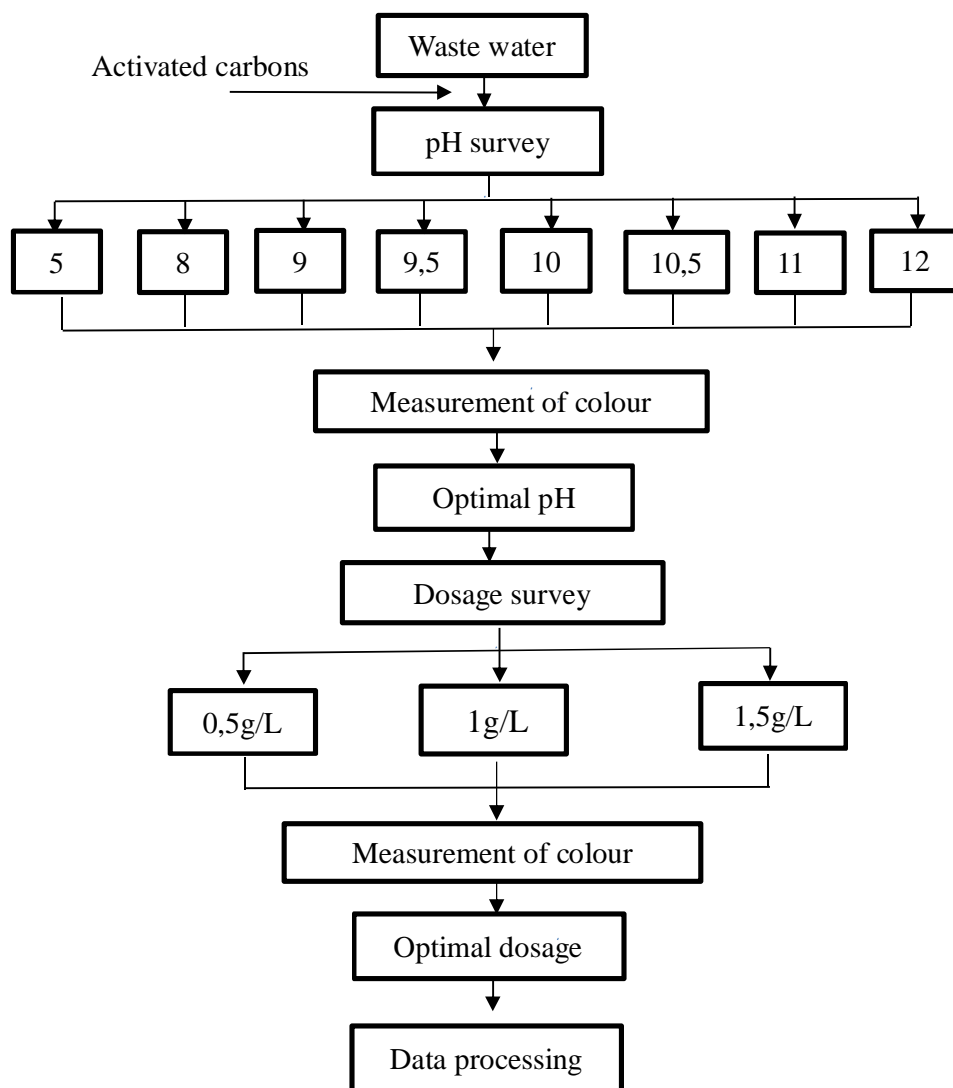 Waste water
Activated carbons
pH survey
5
8
9
9,5
10
10,5
11
12
Measurement of colour
Optimal pH
Dosage survey
0,5g/L
1g/L
1,5g/L
Measurement of colour
Optimal dosage
Data processing